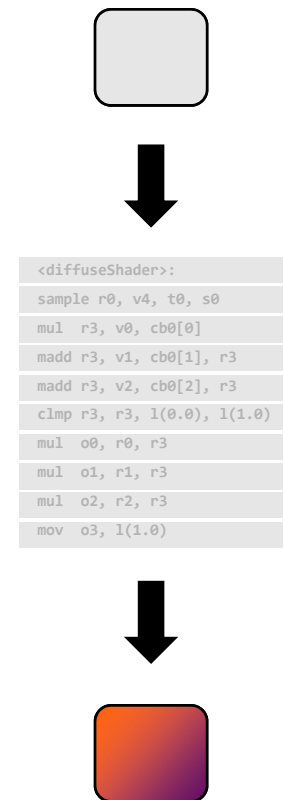 <diffuseShader>:
sample r0, v4, t0, s0
mul  r3, v0, cb0[0]
madd r3, v1, cb0[1], r3
madd r3, v2, cb0[2], r3
clmp r3, r3, l(0.0), l(1.0)
mul  o0, r0, r3
mul  o1, r1, r3
mul  o2, r2, r3
mov  o3, l(1.0)